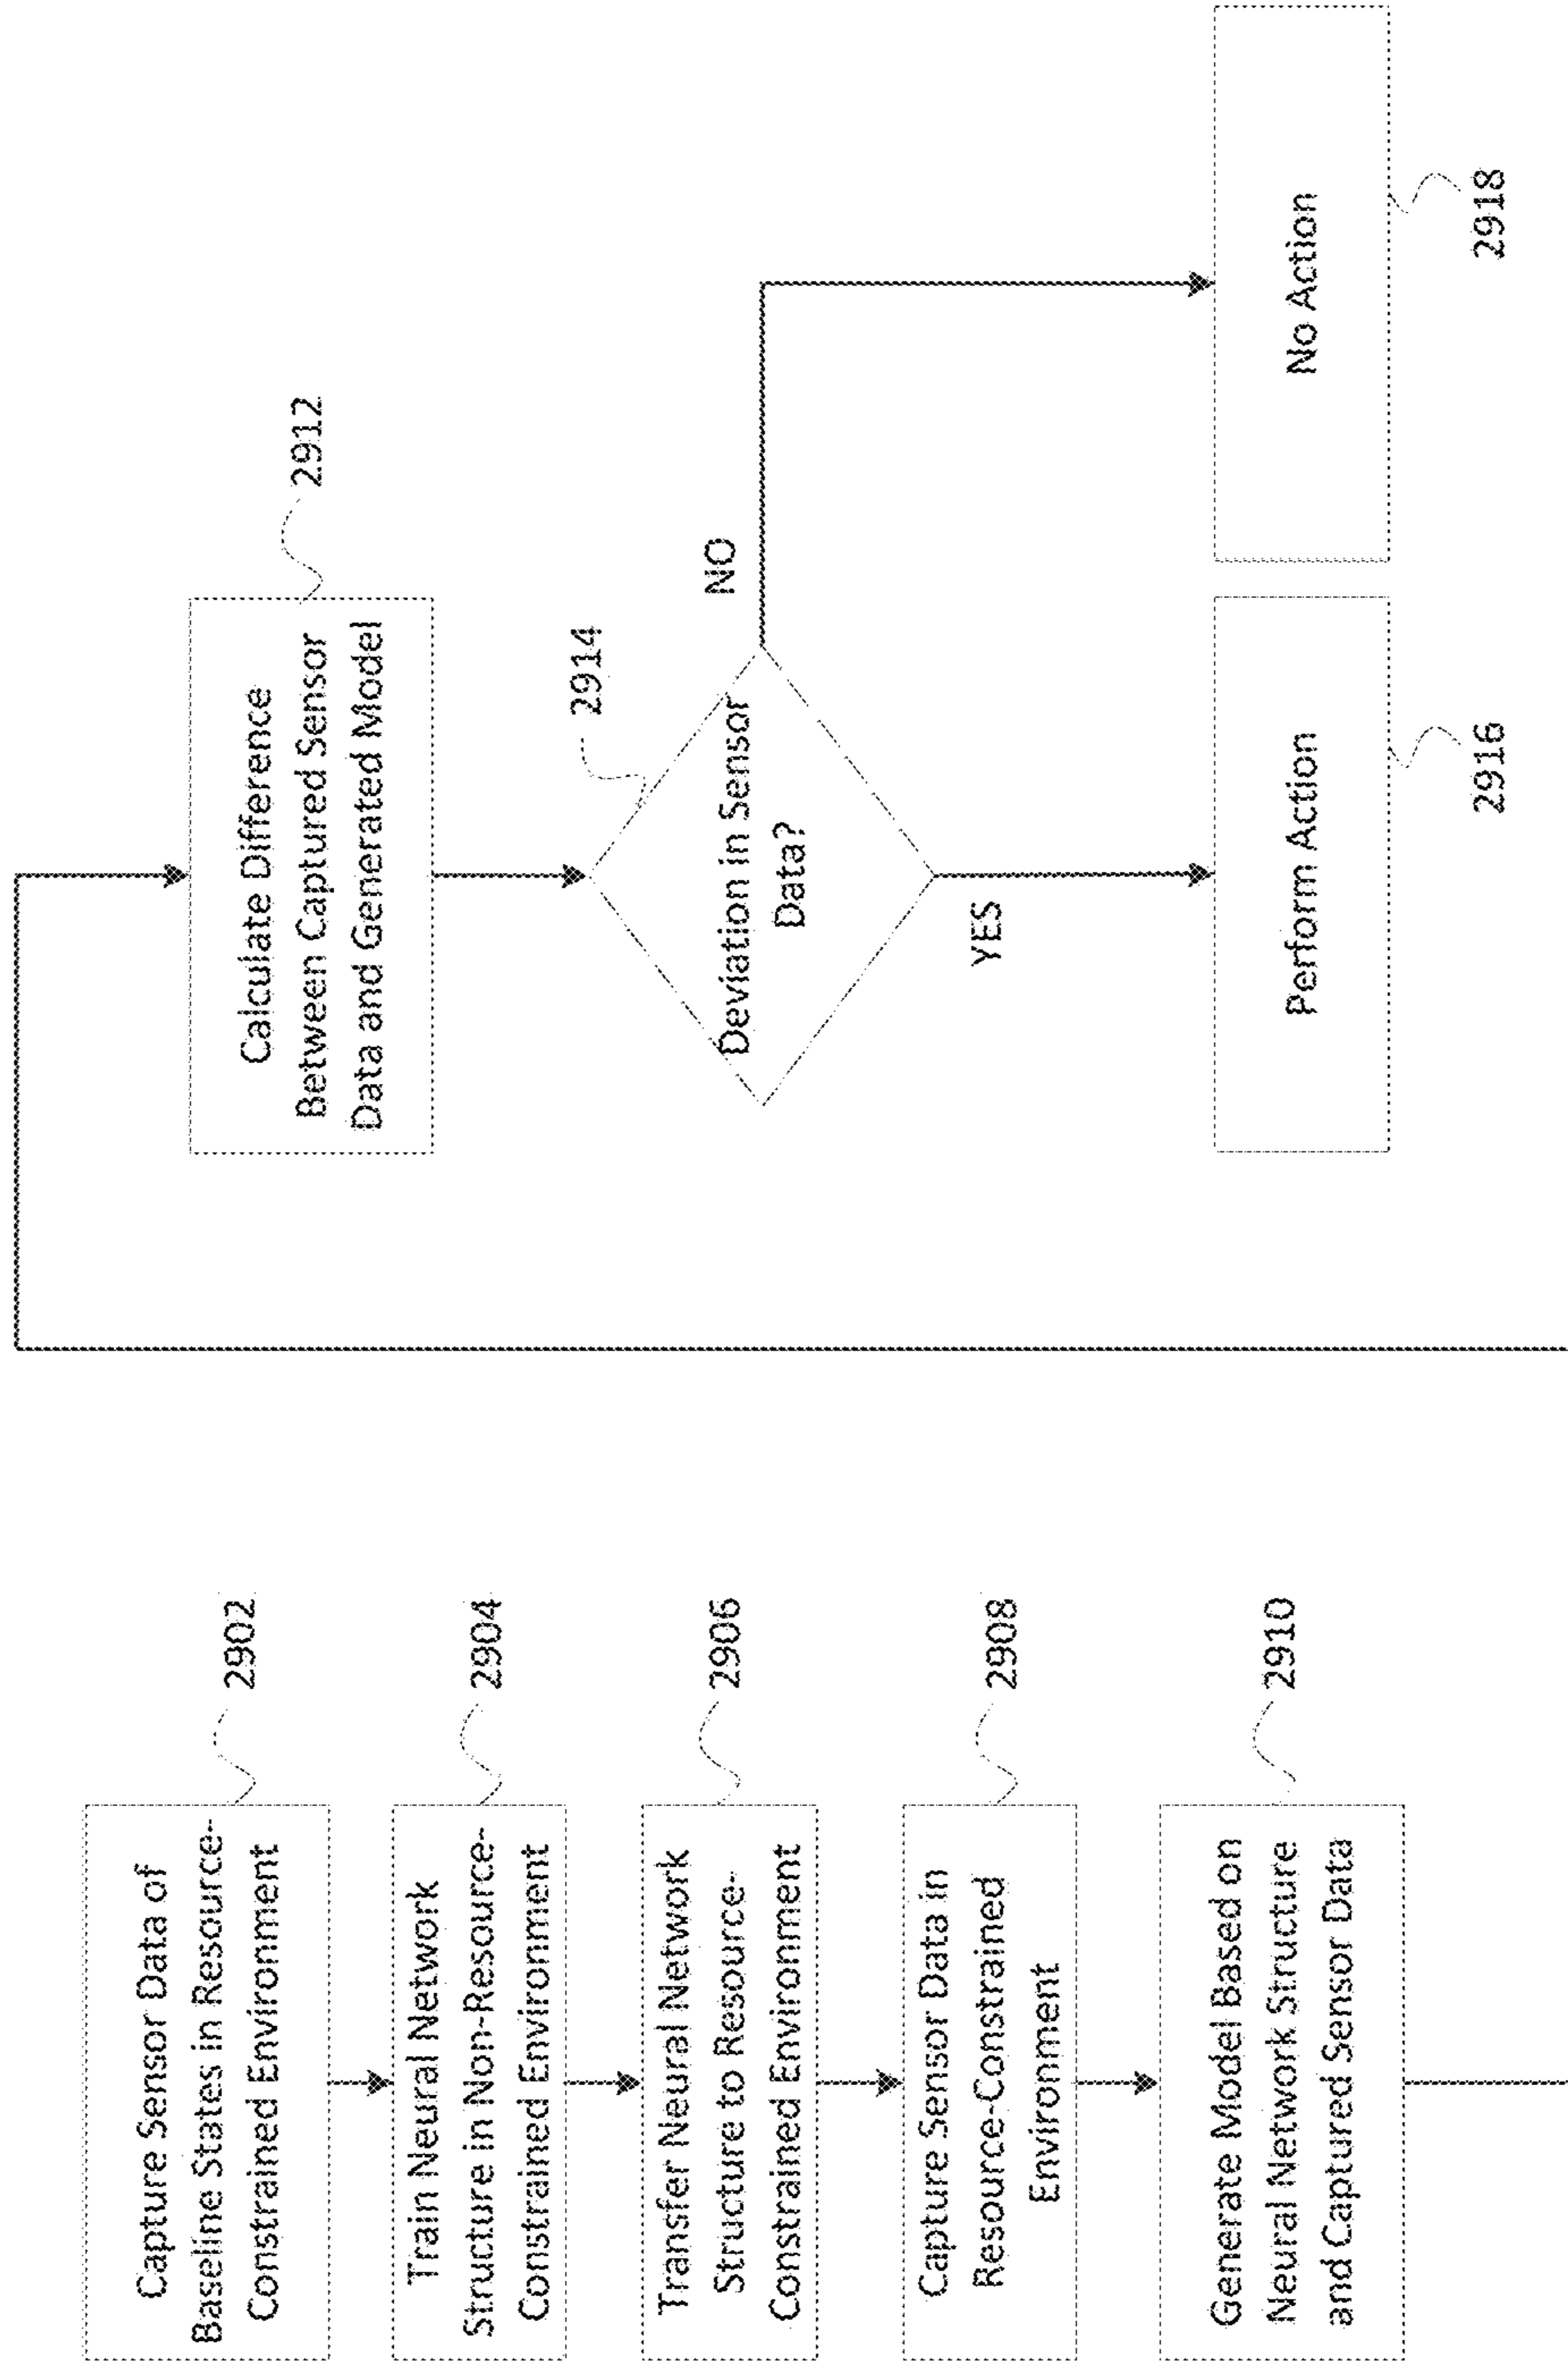 Capture Sensor Data of
Baseline States in Resource-
Constrained Environment
2902
Train Neural Network
Structure in Non-Resource-
Constrained Environment
2904
Transfer Neural Network
Structure to Resource-
Constrained Environment
2906
Capture Sensor Data in
Resource-Constrained
Environment
2908
Generate Model Based on
Neural Network Structure
and Captured Sensor Data
2910
Calculate Difference
Between Captured Sensor
Data and Generated Model
2912
Deviation in Sensor
Data?
2914
NO
YES
Perform Action
2916
No Action
2918